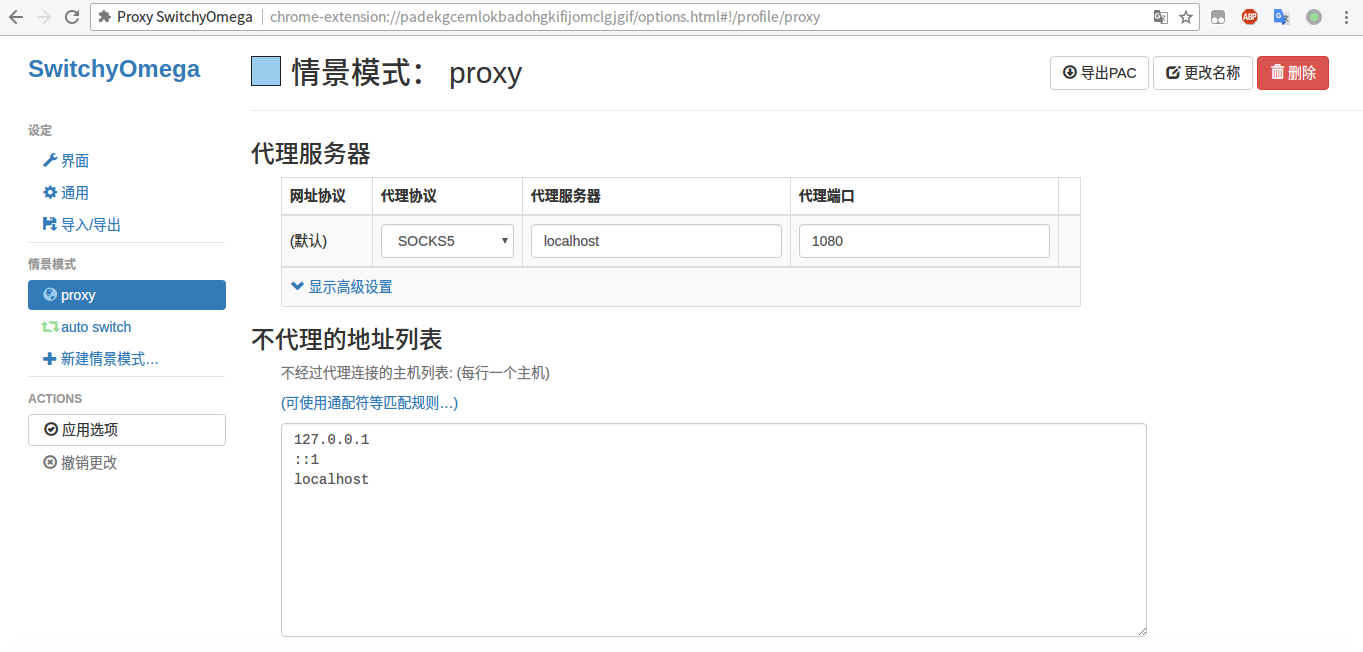 Proxy SwitchyOmega chrome-extension://padekgcemlokbadohgkifijomclgjgif/options.html#!/profile/proxy
ABP
SwitchyOmega
情景模式： proxy
导出PAC 更改名称 删除
设定
界面
通用
导入/导出
情景模式
proxy
auto switch
新建情景模式…
ACTIONS
应用选项
撤销更改
代理服务器
网址协议 代理协议 代理服务器 代理端口
(默认) SOCKS5 localhost 1080
显示高级设置
不代理的地址列表
不经过代理连接的主机列表: (每行一个主机)
(可使用通配符等匹配规则…)
127.0.0.1
::1
localhost